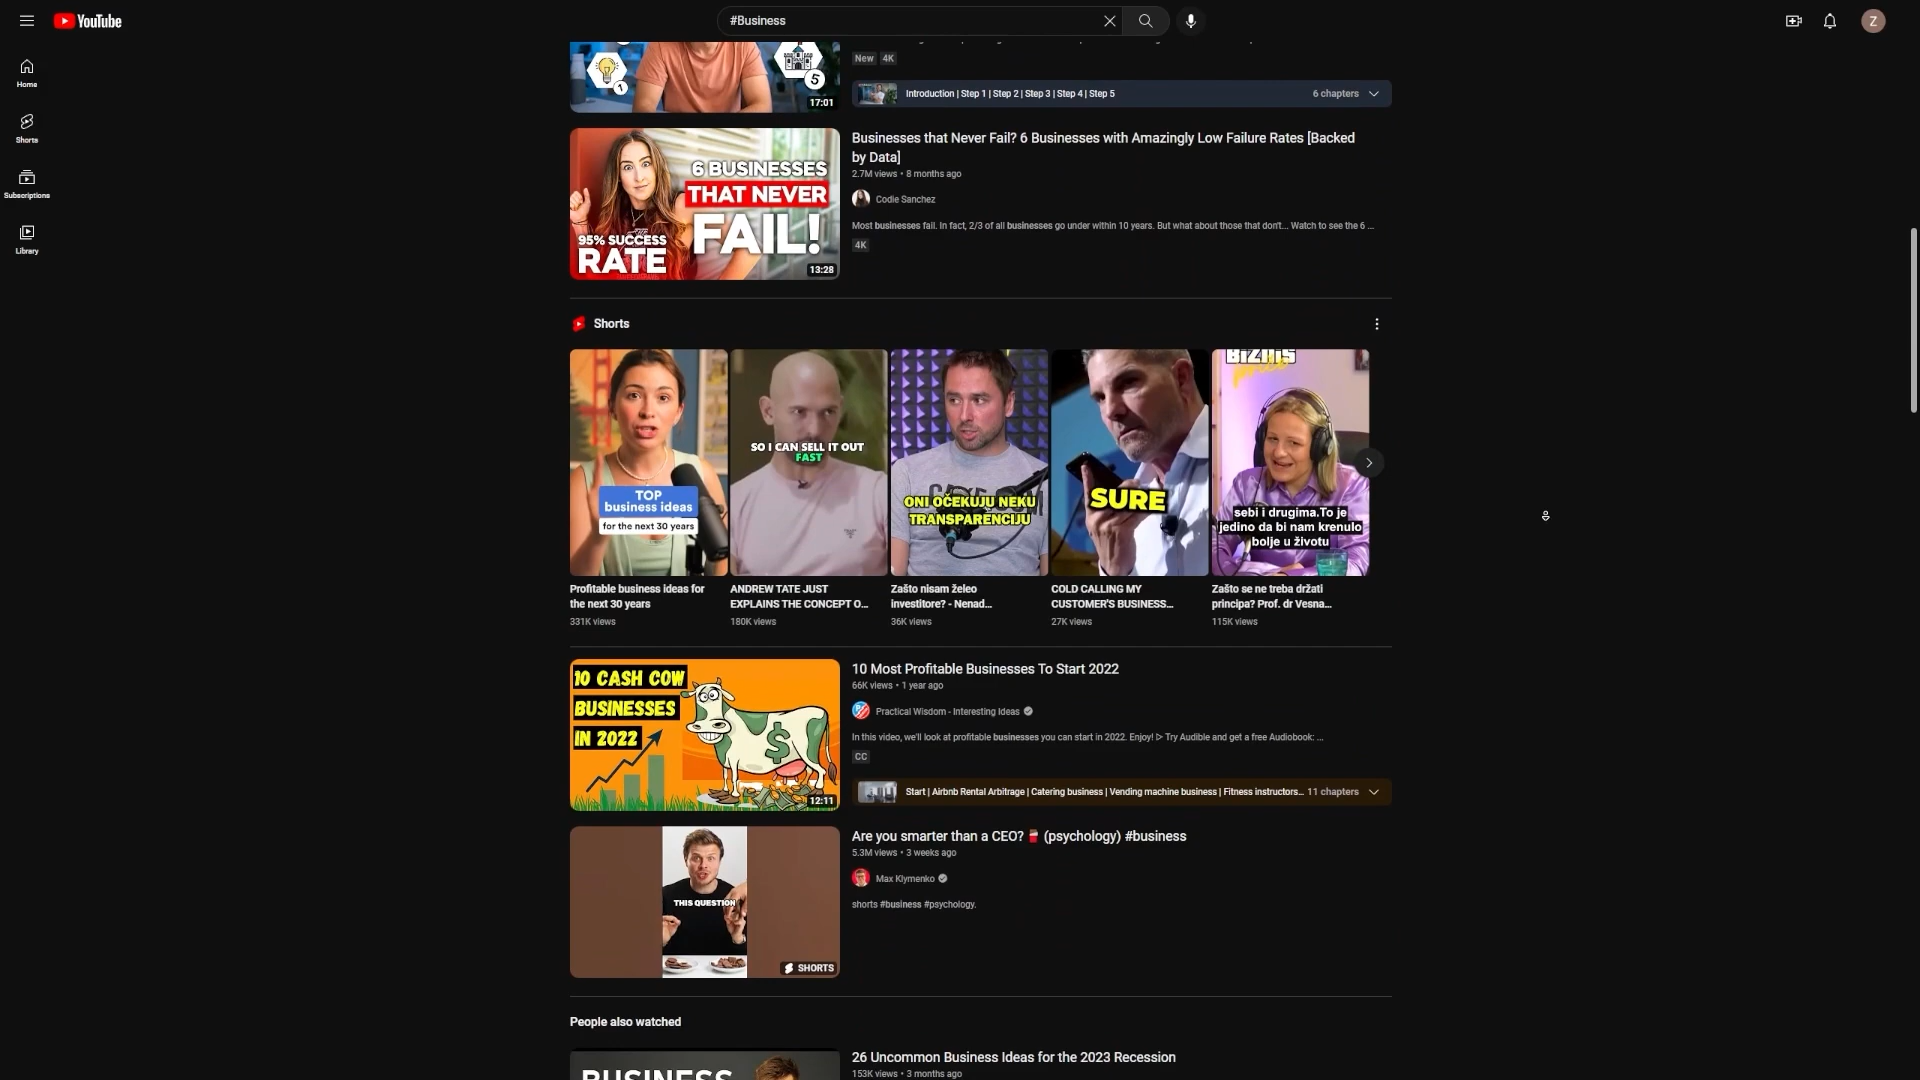 YouTube
#Business
Z
Home
Shorts
Subscriptions
Library
1
5
17:01
New 4K
Introduction | Step 1 | Step 2 | Step 3 | Step 4 | Step 5
6 chapters
6 BUSINESSES
THAT NEVER
FAIL!
95% SUCCESS
RATE
13:28
Businesses that Never Fail? 6 Businesses with Amazingly Low Failure Rates [Backed
by Data]
2.7M views • 8 months ago
Codie Sanchez
Most businesses fail. In fact, 2/3 of all businesses go under within 10 years. But what about those that don't... Watch to see the 6 ...
4K
Shorts
TOP
business ideas
for the next 30 years
Profitable business ideas for
the next 30 years
331K views
SO I CAN SELL IT OUT
FAST
ANDREW TATE JUST
EXPLAINS THE CONCEPT O...
180K views
ONI OČEKUJU NEKU
TRANSPARENCIJU
Zašto nisam želeo
investitore? - Nenad...
36K views
SURE
COLD CALLING MY
CUSTOMER'S BUSINESS...
27K views
BIZNIS
priče
sebi i drugima.To je
jedino da bi nam krenulo
bolje u životu
Zašto se ne treba držati
principa? Prof. dr Vesna...
115K views
10 CASH COW
BUSINESSES
IN 2022
$
12:11
10 Most Profitable Businesses To Start 2022
66K views • 1 year ago
Practical Wisdom - Interesting Ideas
In this video, we'll look at profitable businesses you can start in 2022. Enjoy! ▷ Try Audible and get a free Audiobook: ...
CC
Start | Airbnb Rental Arbitrage | Catering business | Vending machine business | Fitness instructors...
11 chapters
THIS QUESTION
SHORTS
Are you smarter than a CEO? 🍫 (psychology) #business
5.3M views • 3 weeks ago
Max Klymenko
shorts #business #psychology.
People also watched
BUSINESS
26 Uncommon Business Ideas for the 2023 Recession
153K views • 3 months ago